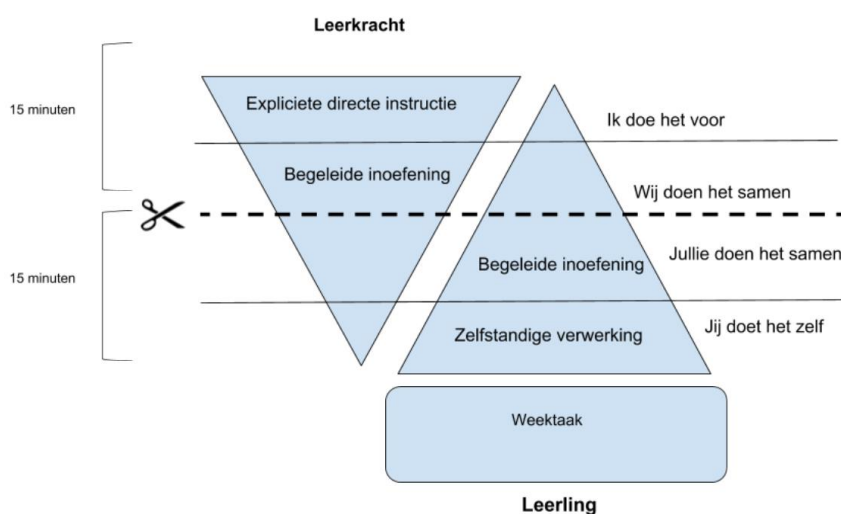 Leerkracht
Expliciete directe instructie
15 minuten
Ik doe het voor
Begeleide inoefening
Wij doen het samen
Jullie doen het samen
Begeleide inoefening
15 minuten
Jij doet het zelf
Zelfstandige verwerking
Weektaak
Leerling